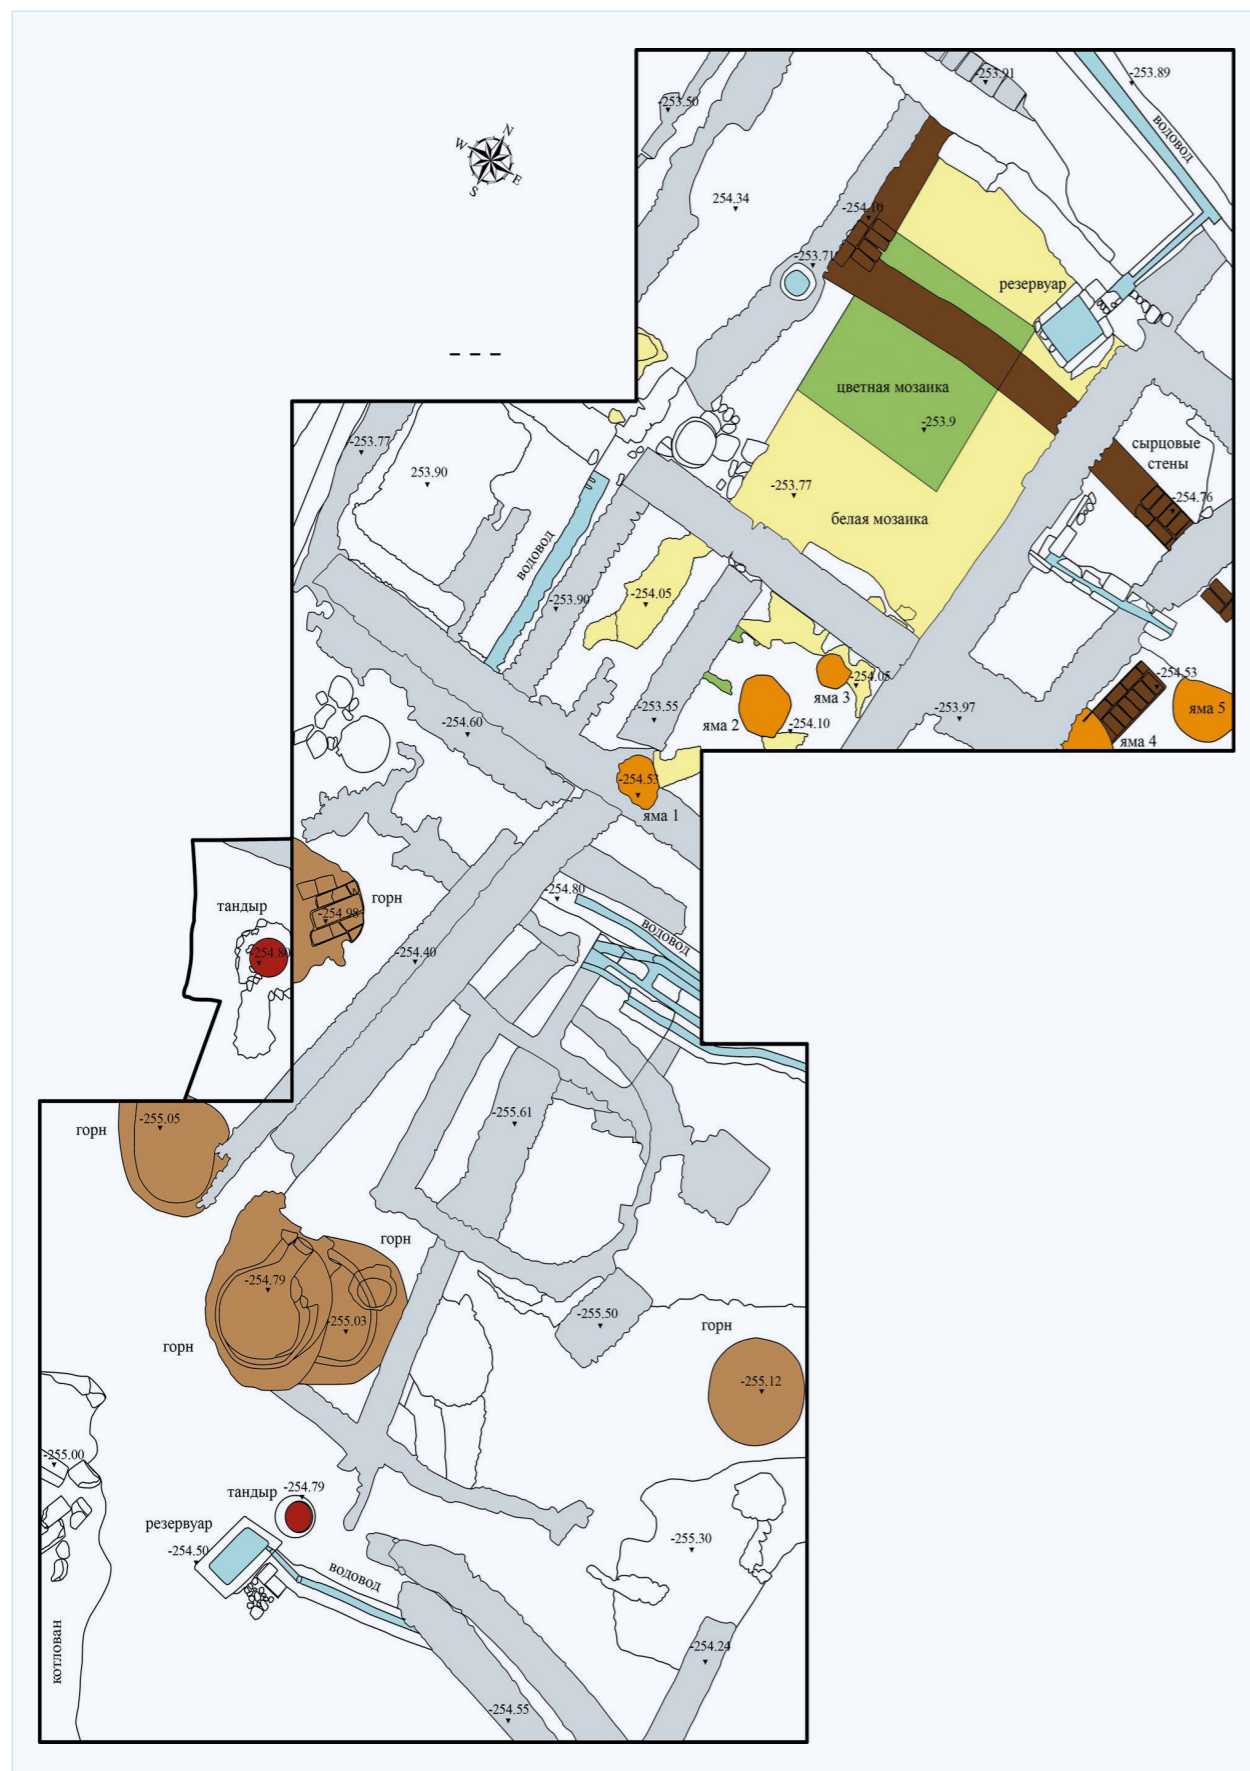 -253.91
-253.89
-253.50
водовод
N
W
E
S
254.34
-254.10
-253.71
резервуар
цветная мозаика
-253.9
-253.77
253.90
сырцовые
стены
-253.77
-254.76
белая мозаика
водовод
-253.90
-254.05
-254.05
-254.53
яма 3
-253.55
-253.97
яма 5
-254.60
яма 2
-254.10
яма 4
-254.53
яма 1
-254.80
горн
тандыр
-254.98
водовод
-254.80
-254.40
-255.05
-255.61
горн
горн
-254.79
-255.50
-255.03
горн
горн
-255.12
-255.00
тандыр
-254.79
резервуар
-254.50
-255.30
водовод
котлован
-254.24
-254.55